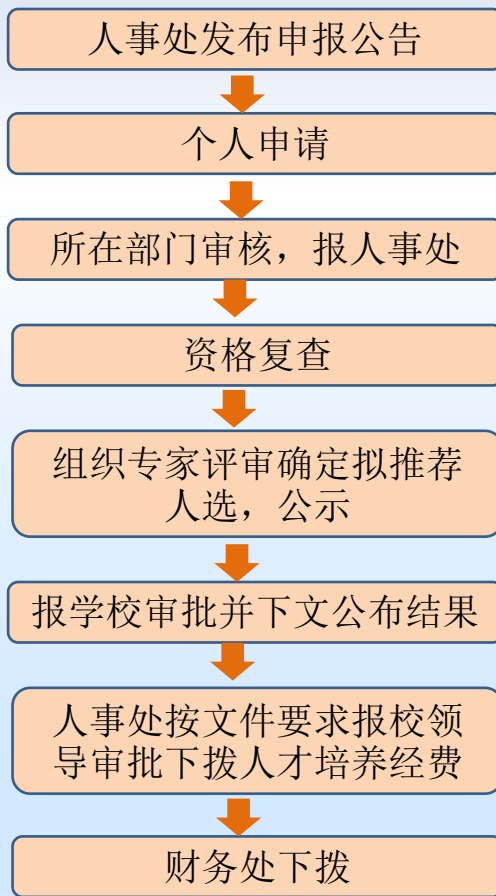 人事处发布申报公告
个人申请
所在部门审核，报人事处
资格复查
组织专家评审确定拟推荐
人选，公示
报学校审批并下文公布结果
人事处按文件要求报校领
导审批下拨人才培养经费
财务处下拨